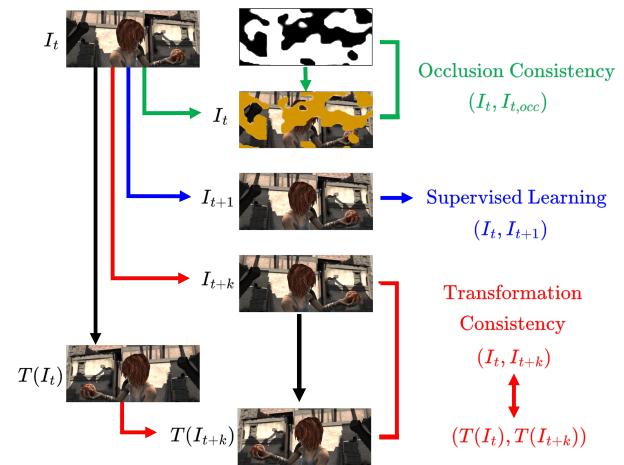 I_t
I_t
Occlusion Consistency
(I_t, I_{t,occ})
I_{t+1}
Supervised Learning
(I_t, I_{t+1})
I_{t+k}
Transformation
Consistency
(I_t, I_{t+k})
T(I_t)
T(I_{t+k})
(T(I_t), T(I_{t+k}))